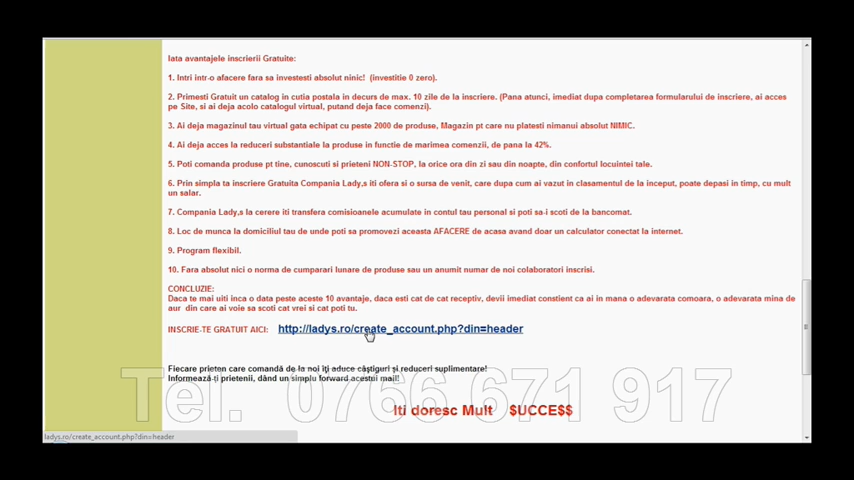 Iata avantajele inscrierii Gratuite:
1. Intri intr-o afacere fara sa investesti absolut ninic!  (investitie 0 zero).
2. Primesti Gratuit un catalog in cutia postala in decurs de max. 10 zile de la inscriere. (Pana atunci, imediat dupa completarea formularului de inscriere, ai acces
pe Site, si ai deja acolo catalogul virtual, putand deja face comenzi).
3. Ai deja magazinul tau virtual gata echipat cu peste 2000 de produse, Magazin pt care nu platesti nimanui absolut NIMIC.
4. Ai deja acces la reduceri substantiale la produse in functie de marimea comenzii, de pana la 42%.
5. Poti comanda produse pt tine, cunoscuti si prieteni NON-STOP, la orice ora din zi sau din noapte, din confortul locuintei tale.
6. Prin simpla ta inscriere Gratuita Compania Lady,s iti ofera si o sursa de venit, care dupa cum ai vazut in clasamentul de la inceput, poate depasi in timp, cu mult
un salar.
7. Compania Lady,s la cerere iti transfera comisioanele acumulate in contul tau personal si poti sa-i scoti de la bancomat.
8. Loc de munca la domiciliul tau de unde poti sa promovezi aceasta AFACERE de acasa avand doar un calculator conectat la internet.
9. Program flexibil.
10. Fara absolut nici o norma de cumparari lunare de produse sau un anumit numar de noi colaboratori inscrisi.
CONCLUZIE:
Daca te mai uiti inca o data peste aceste 10 avantaje, daca esti cat de cat receptiv, devii imediat constient ca ai in mana o adevarata comoara, o adevarata mina de
aur  din care ai voie sa scoti cat vrei si cat poti tu.
INSCRIE-TE GRATUIT AICI: http://ladys.ro/create_account.php?din=header
Fiecare prieten care comandă de la noi îţi aduce câştiguri şi reduceri suplimentare!
Informează-ţi prietenii, dând un simplu forward acestui mail!
Tel. 0766 671 917
Iti doresc Mult $UCCE$$
ladys.ro/create_account.php?din=header